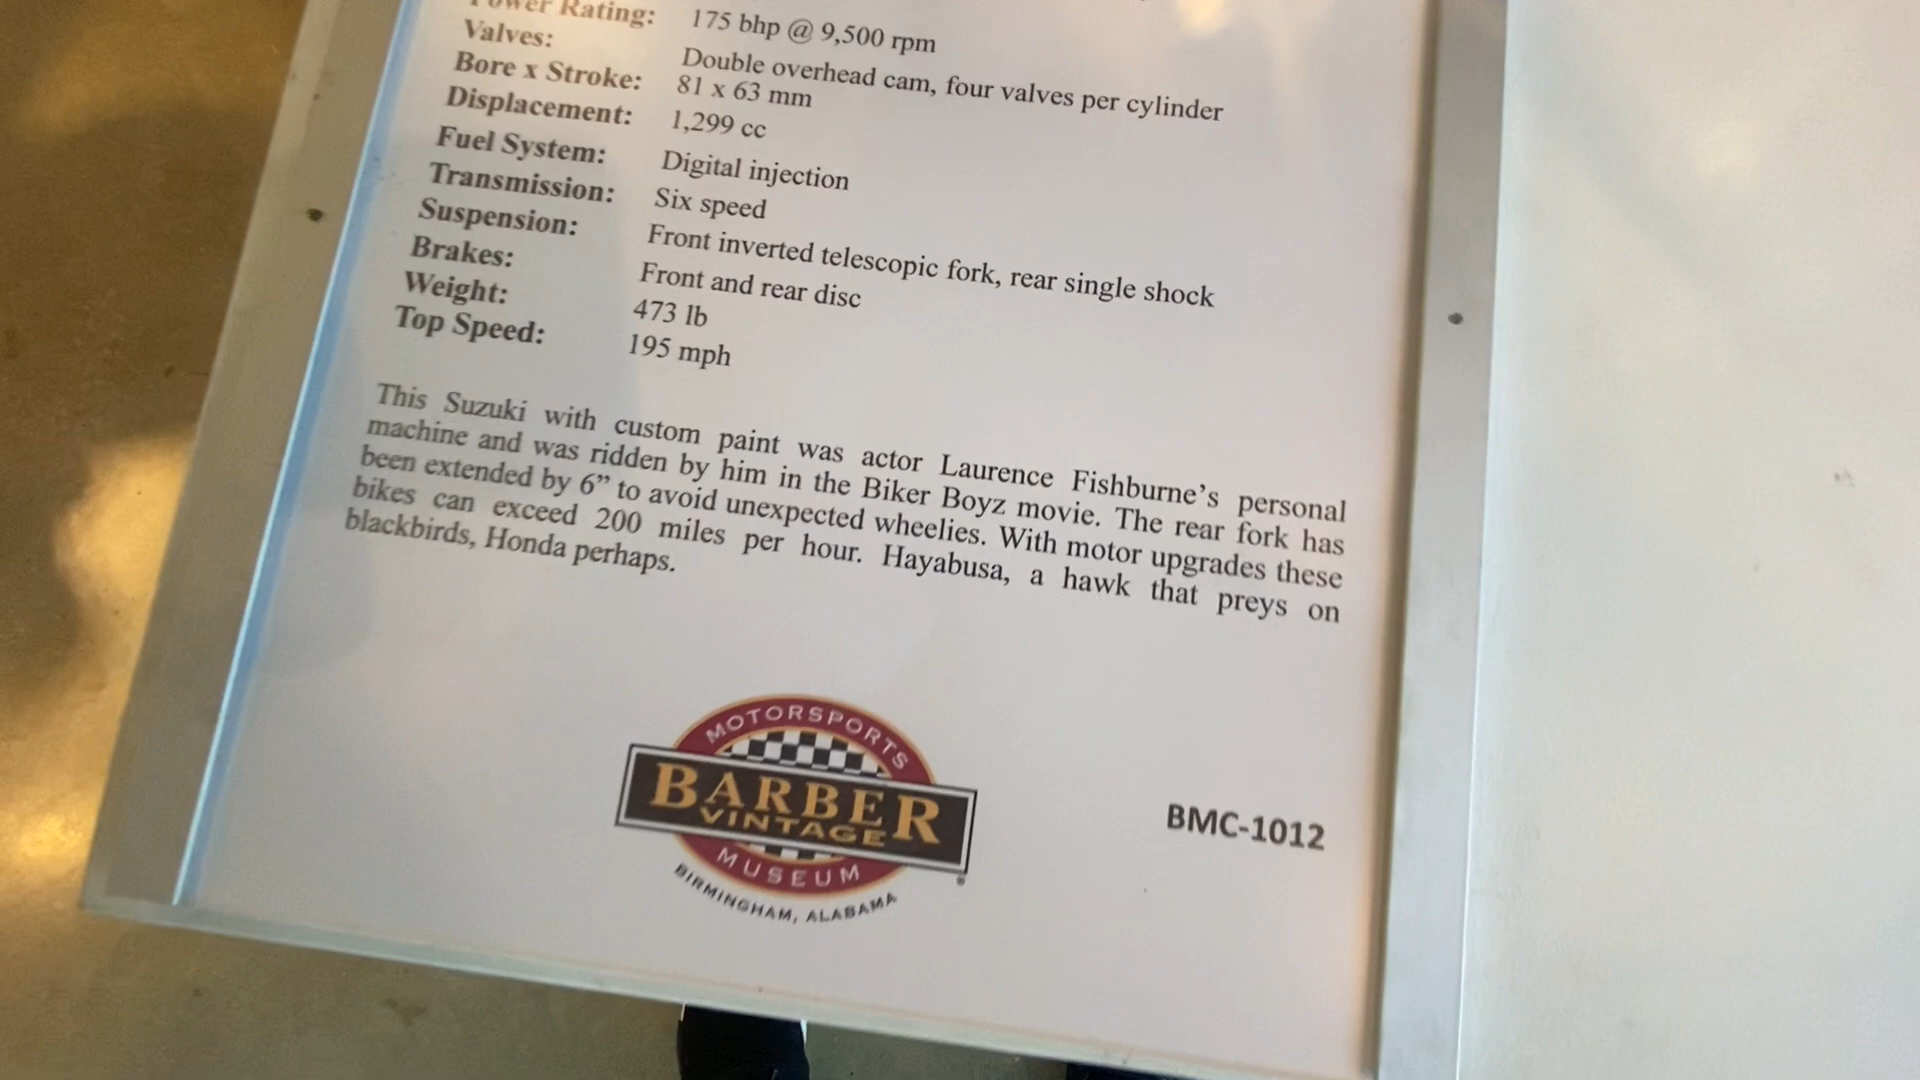 Power Rating: 175 bhp @ 9,500 rpm
Valves: Double overhead cam, four valves per cylinder
Bore x Stroke: 81 x 63 mm
Displacement: 1,299 cc
Fuel System: Digital injection
Transmission: Six speed
Suspension: Front inverted telescopic fork, rear single shock
Brakes: Front and rear disc
Weight: 473 lb
Top Speed: 195 mph
This Suzuki with custom paint was actor Laurence Fishburne's personal
machine and was ridden by him in the Biker Boyz movie. The rear fork has
been extended by 6” to avoid unexpected wheelies. With motor upgrades these
bikes can exceed 200 miles per hour. Hayabusa, a hawk that preys on
blackbirds, Honda perhaps.
MOTORSPORTS
BARBER
VINTAGE
MUSEUM
BIRMINGHAM, ALABAMA
®
BMC-1012